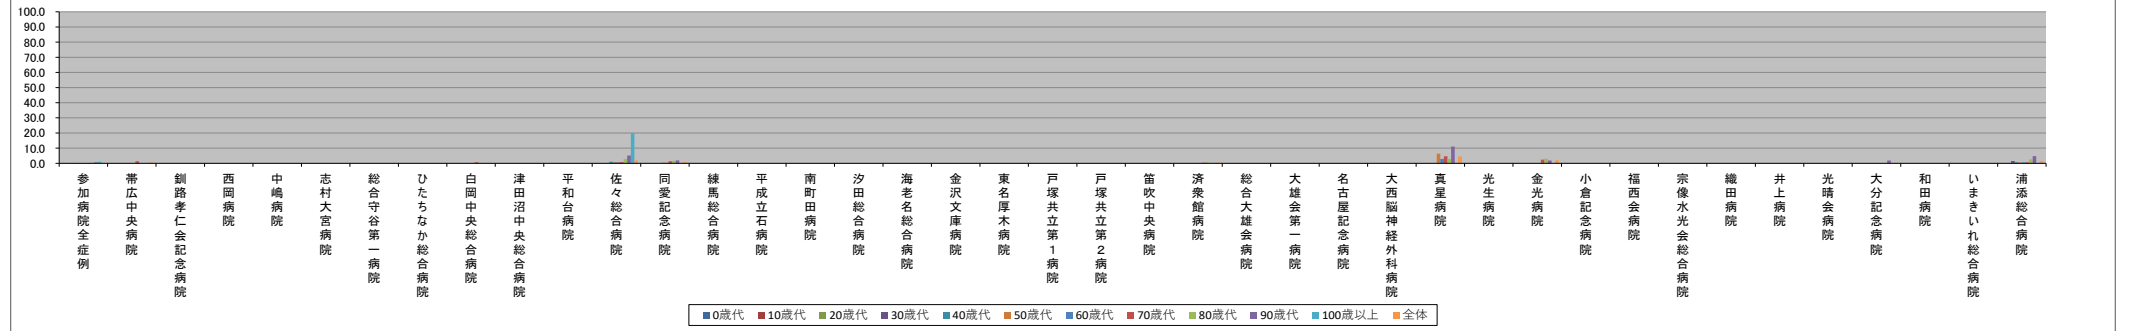 100.0
90.0
80.0
70.0
60.0
50.0
40.0
30.0
20.0
10.0
0.0
参加病院全症例
帯広中央病院
釧路孝仁会記念病院
西岡病院
中嶋病院
志村大宮病院
総合守谷第一病院
ひたちなか総合病院
白岡中央総合病院
津田沼中央総合病院
平和台病院
佐々総合病院
同愛記念病院
練馬総合病院
平成立石病院
南町田病院
汐田総合病院
海老名総合病院
金沢文庫病院
東名厚木病院
戸塚共立第1病院
戸塚共立第2病院
笛吹中央病院
済衆館病院
総合大雄会病院
大雄会第一病院
名古屋記念病院
大西脳神経外科病院
真星病院
光生病院
金光病院
小倉記念病院
福西会病院
宗像水光会総合病院
織田病院
井上病院
光晴会病院
大分記念病院
和田病院
いまきいれ総合病院
浦添総合病院
0歳代 10歳代 20歳代 30歳代 40歳代 50歳代 60歳代 70歳代 80歳代 90歳代 100歳以上 全体